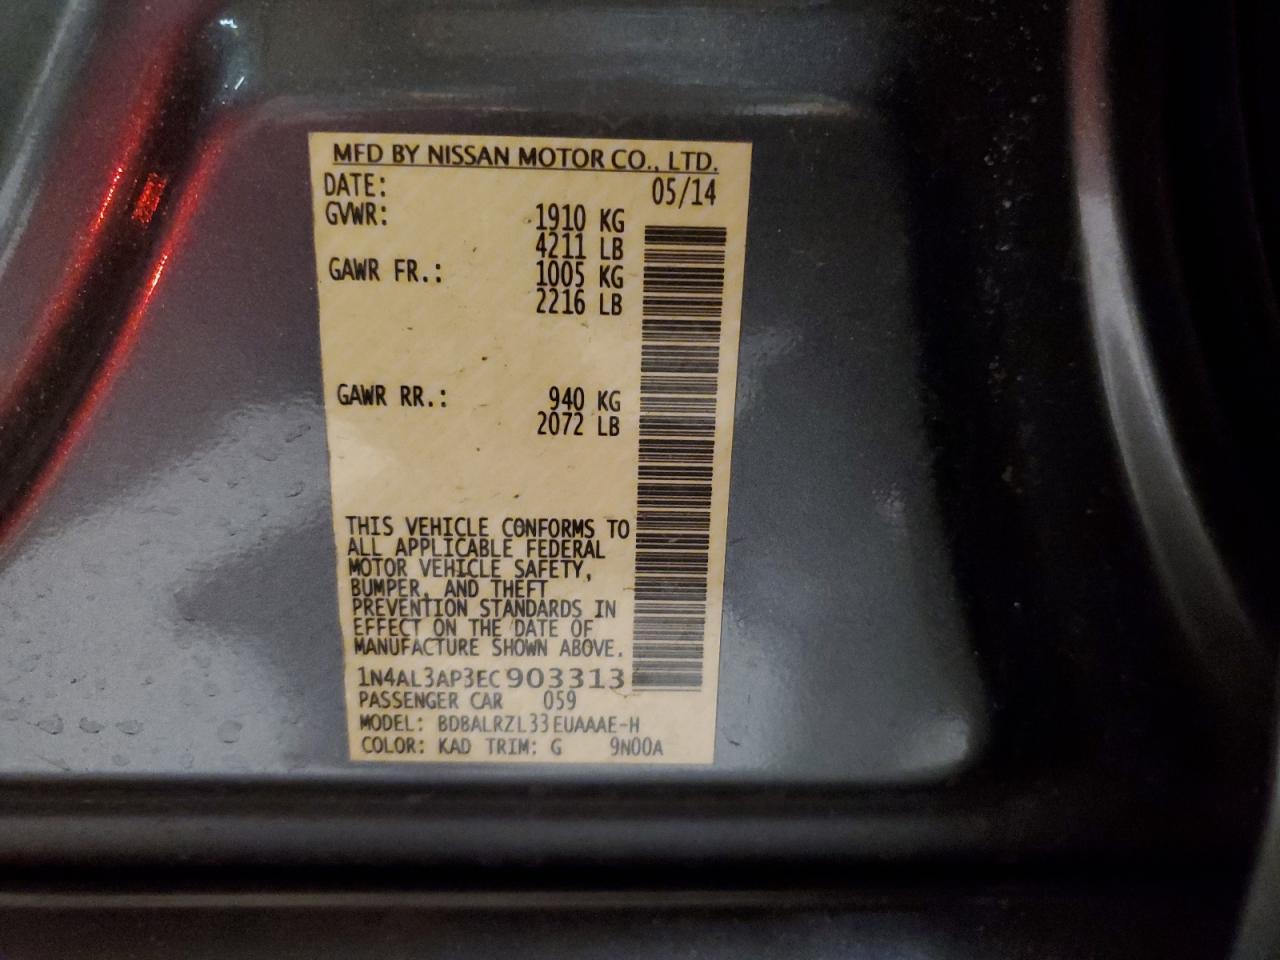 MFD BY NISSAN MOTOR CO., LTD.
DATE: 05/14
GVWR: 1910 KG
4211 LB
GAWR FR.: 1005 KG
2216 LB
GAWR RR.: 940 KG
2072 LB
THIS VEHICLE CONFORMS TO
ALL APPLICABLE FEDERAL
MOTOR VEHICLE SAFETY,
BUMPER, AND THEFT
PREVENTION STANDARDS IN
EFFECT ON THE DATE OF
MANUFACTURE SHOWN ABOVE.
1N4AL3AP3EC903313
PASSENGER CAR 059
MODEL: BDBALRZL33EUAAAE-H
COLOR: KAD TRIM: G 9N00A